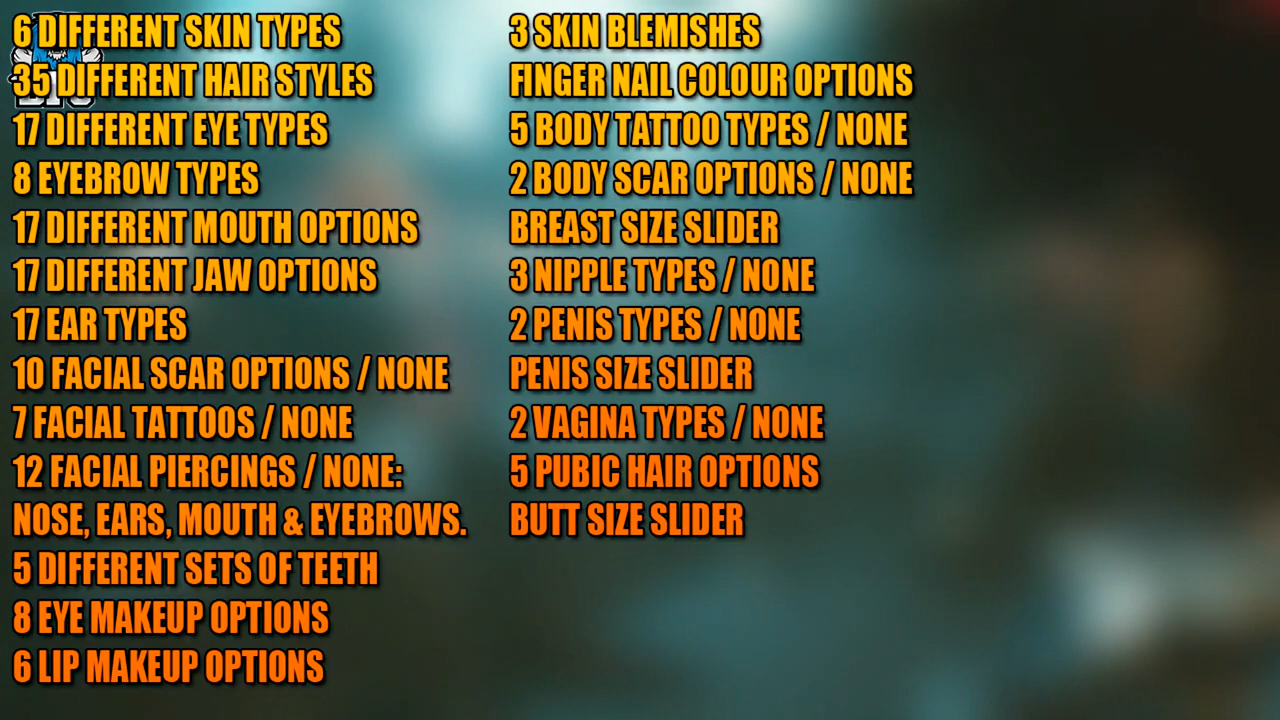 6 DIFFERENT SKIN TYPES
35 DIFFERENT HAIR STYLES
17 DIFFERENT EYE TYPES
8 EYEBROW TYPES
17 DIFFERENT MOUTH OPTIONS
17 DIFFERENT JAW OPTIONS
17 EAR TYPES
10 FACIAL SCAR OPTIONS / NONE
7 FACIAL TATTOOS / NONE
12 FACIAL PIERCINGS / NONE:
NOSE, EARS, MOUTH & EYEBROWS.
5 DIFFERENT SETS OF TEETH
8 EYE MAKEUP OPTIONS
6 LIP MAKEUP OPTIONS
3 SKIN BLEMISHES
FINGER NAIL COLOUR OPTIONS
5 BODY TATTOO TYPES / NONE
2 BODY SCAR OPTIONS / NONE
BREAST SIZE SLIDER
3 NIPPLE TYPES / NONE
2 PENIS TYPES / NONE
PENIS SIZE SLIDER
2 VAGINA TYPES / NONE
5 PUBIC HAIR OPTIONS
BUTT SIZE SLIDER